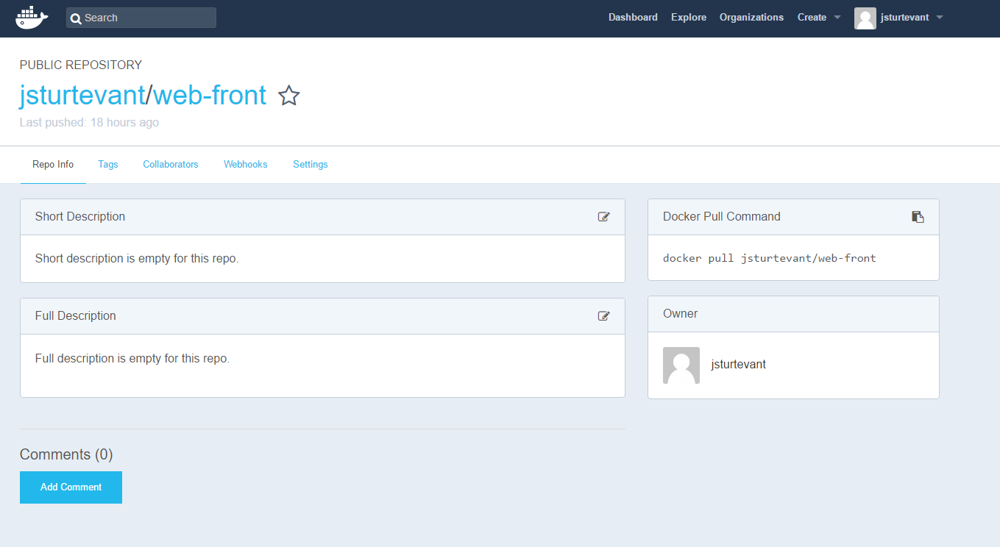 Search
Dashboard Explore Organizations Create jsturtevant
PUBLIC REPOSITORY
jsturtevant/web-front
Last pushed: 18 hours ago
Repo Info Tags Collaborators Webhooks Settings
Short Description
Short description is empty for this repo.
Full Description
Full description is empty for this repo.
Docker Pull Command
docker pull jsturtevant/web-front
Owner
jsturtevant
Comments (0)
Add Comment